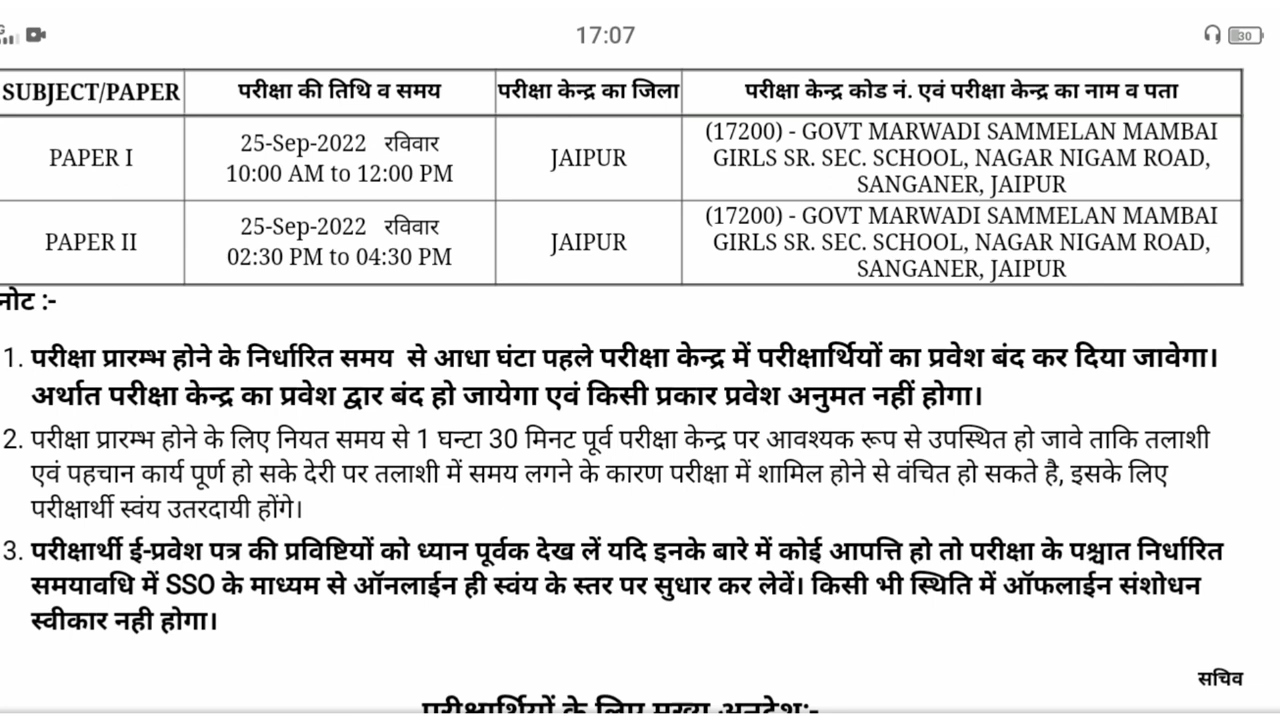 17:07
30
SUBJECT/PAPER परीक्षा की तिथि व समय परीक्षा केन्द्र का जिला परीक्षा केन्द्र कोड नं. एवं परीक्षा केन्द्र का नाम व पता
PAPER I
25-Sep-2022 रविवार
10:00 AM to 12:00 PM
JAIPUR
(17200) - GOVT MARWADI SAMMELAN MAMBAI
GIRLS SR. SEC. SCHOOL, NAGAR NIGAM ROAD,
SANGANER, JAIPUR
PAPER II
25-Sep-2022 रविवार
02:30 PM to 04:30 PM
JAIPUR
(17200) - GOVT MARWADI SAMMELAN MAMBAI
GIRLS SR. SEC. SCHOOL, NAGAR NIGAM ROAD,
SANGANER, JAIPUR
नोट :-
1. परीक्षा प्रारम्भ होने के निर्धारित समय से आधा घंटा पहले परीक्षा केन्द्र में परीक्षार्थियों का प्रवेश बंद कर दिया जावेगा।
अर्थात परीक्षा केन्द्र का प्रवेश द्वार बंद हो जायेगा एवं किसी प्रकार प्रवेश अनुमत नहीं होगा।
2. परीक्षा प्रारम्भ होने के लिए नियत समय से 1 घन्टा 30 मिनट पूर्व परीक्षा केन्द्र पर आवश्यक रूप से उपस्थित हो जावे ताकि तलाशी
एवं पहचान कार्य पूर्ण हो सके देरी पर तलाशी में समय लगने के कारण परीक्षा में शामिल होने से वंचित हो सकते है, इसके लिए
परीक्षार्थी स्वंय उतरदायी होंगे।
3. परीक्षार्थी ई-प्रवेश पत्र की प्रविष्टियों को ध्यान पूर्वक देख लें यदि इनके बारे में कोई आपत्ति हो तो परीक्षा के पश्चात निर्धारित
समयावधि में SSO के माध्यम से ऑनलाईन ही स्वंय के स्तर पर सुधार कर लेवें। किसी भी स्थिति में ऑफलाईन संशोधन
स्वीकार नही होगा।
सचिव
परीक्षार्थियों के लिए मुख्य अनुदेश:-